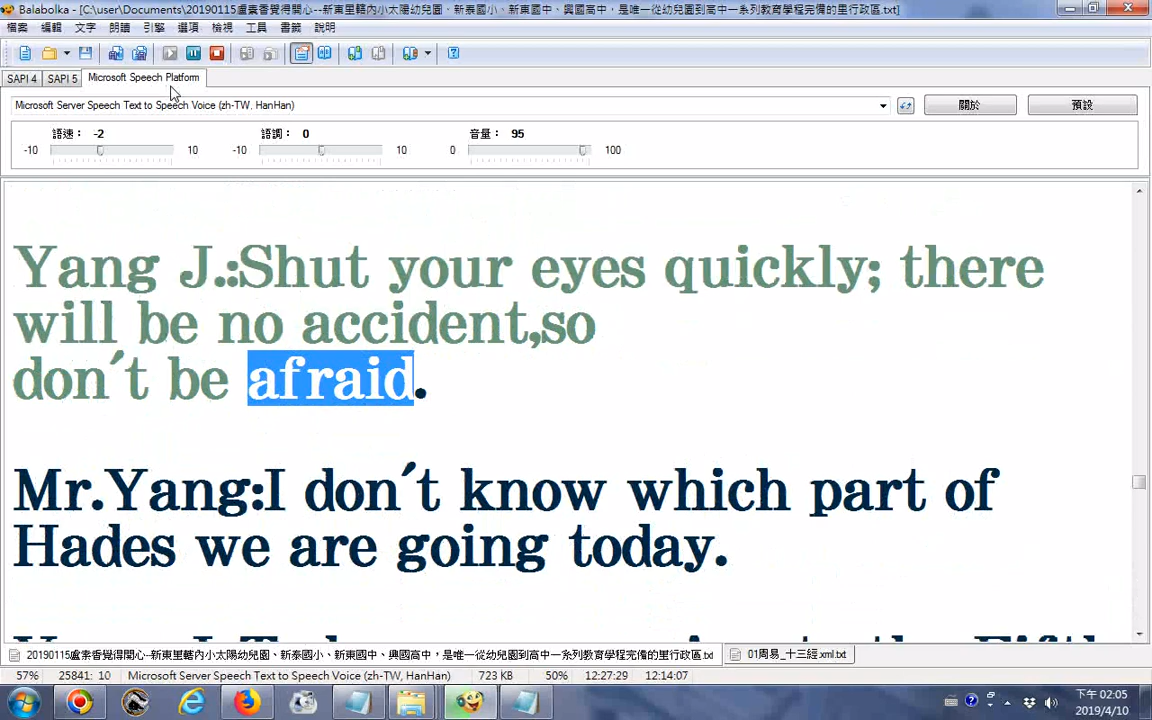 Balabolka - [C:\user\Documents\20190115盧素香覺得開心--新東里轄內小太陽幼兒園、新泰國小、新東國中、興國高中，是唯一從幼兒園到高中一系列教育學程完備的里行政區.txt]
檔案 編輯 文字 朗讀 引擎 選項 檢視 工具 書籤 說明
SAPI 4 SAPI 5 Microsoft Speech Platform
Microsoft Server Speech Text to Speech Voice (zh-TW, HanHan) 關於 預設
語速： -2 語調： 0 音量： 95
-10 10 -10 10 0 100
Yang J.:Shut your eyes quickly; there
will be no accident,so
don´t be afraid.
Mr.Yang:I don´t know which part of
Hades we are going today.
20190115盧素香覺得開心--新東里轄內小太陽幼兒園、新泰國小、新東國中、興國高中，是唯一從幼兒園到高中一系列教育學程完備的里行政區.txt 01周易_十三經.xml.txt
57% 25841: 10 Microsoft Server Speech Text to Speech Voice (zh-TW, HanHan) 723 KB 50% 12:27:29 12:14:07
下午 02:05
2019/4/10